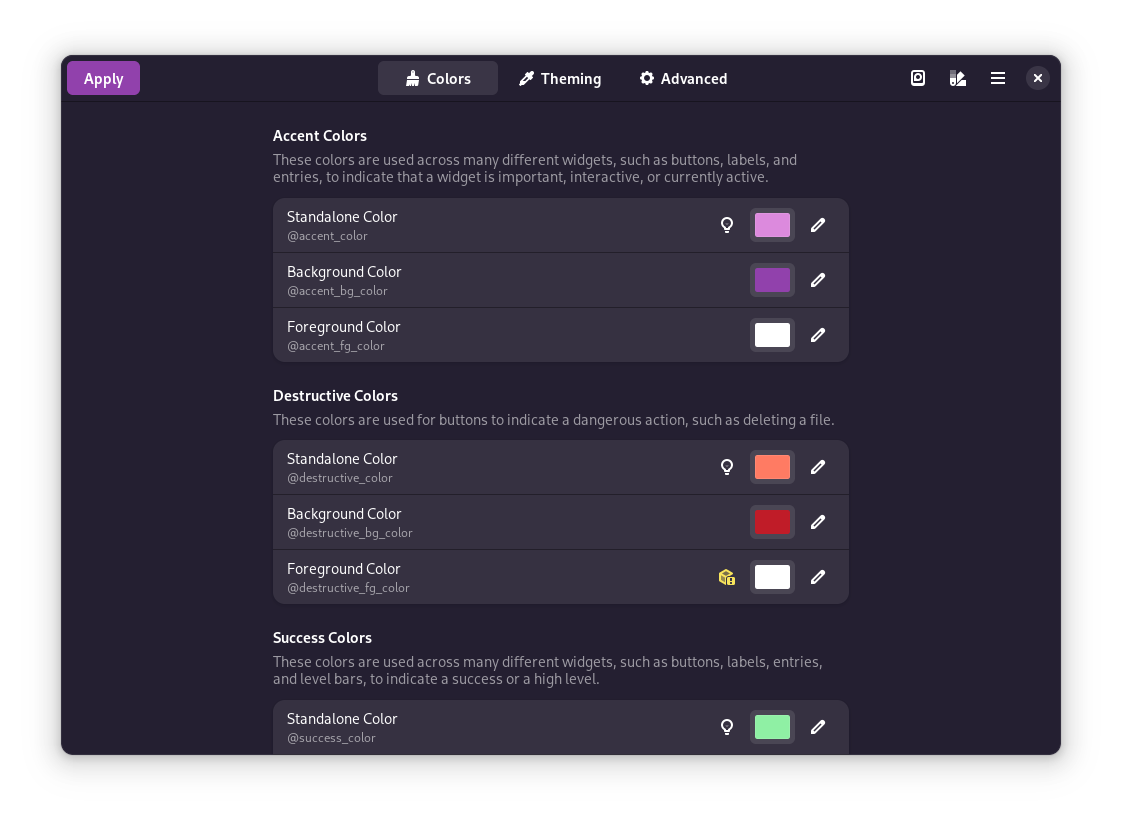 Apply
Colors
Theming
Advanced
Accent Colors
These colors are used across many different widgets, such as buttons, labels, and
entries, to indicate that a widget is important, interactive, or currently active.
Standalone Color
@accent_color
Background Color
@accent_bg_color
Foreground Color
@accent_fg_color
Destructive Colors
These colors are used for buttons to indicate a dangerous action, such as deleting a file.
Standalone Color
@destructive_color
Background Color
@destructive_bg_color
Foreground Color
@destructive_fg_color
Success Colors
These colors are used across many different widgets, such as buttons, labels, entries,
and level bars, to indicate a success or a high level.
Standalone Color
@success_color